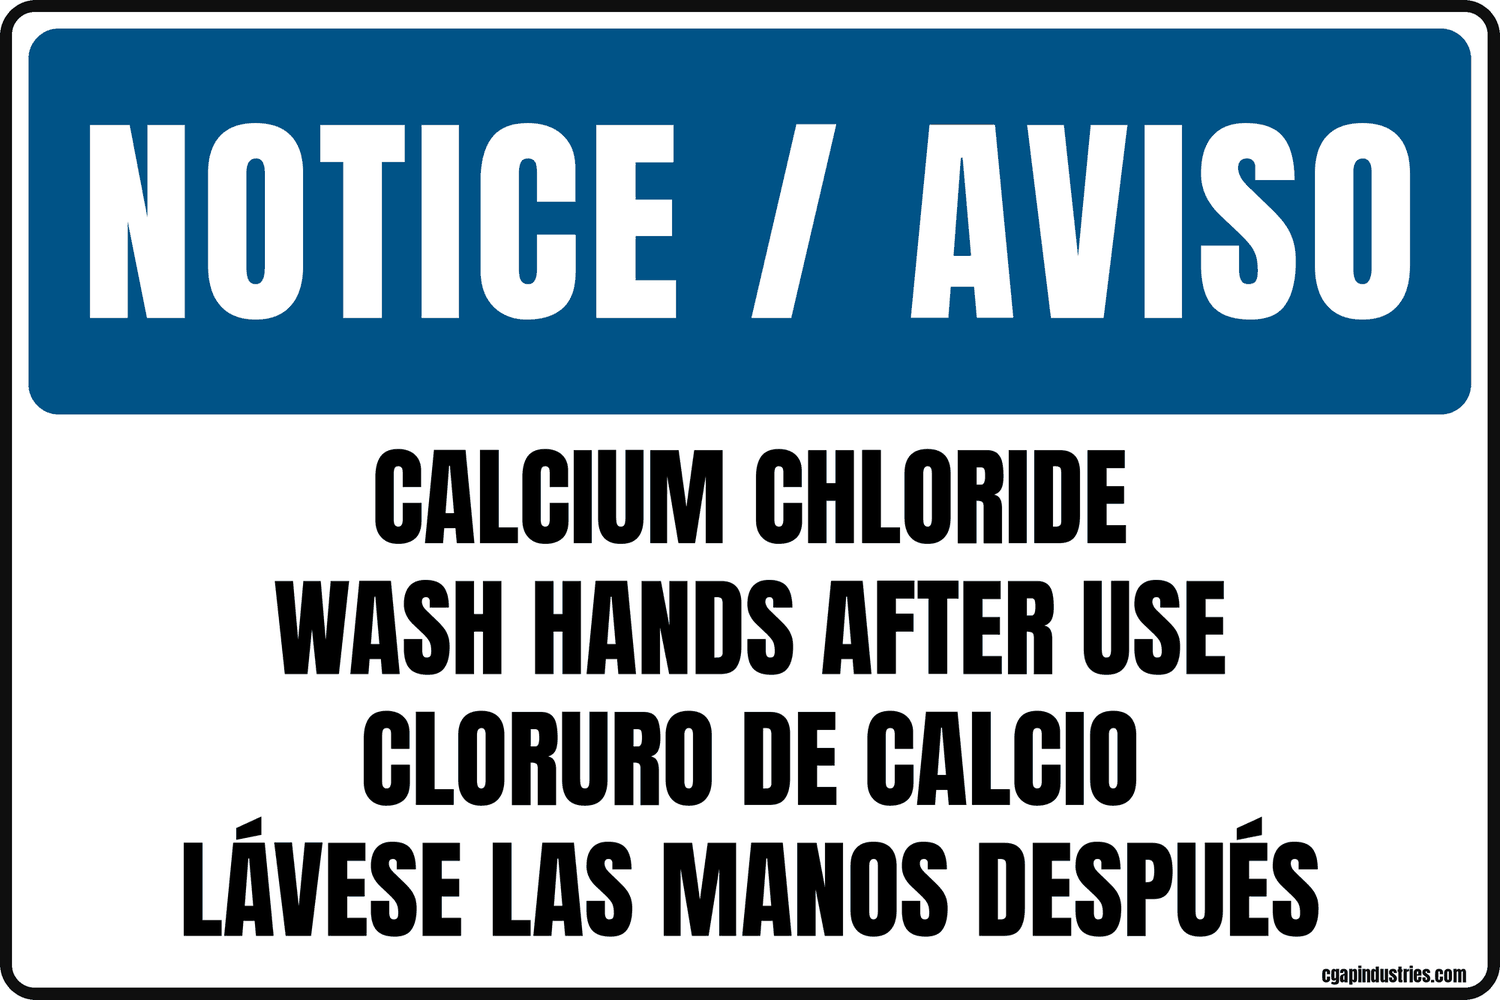 NOTICE / AVISO
CALCIUM CHLORIDE
WASH HANDS AFTER USE
CLORURO DE CALCIO
LÁVESE LAS MANOS DESPUÉS
cgapindustries.com